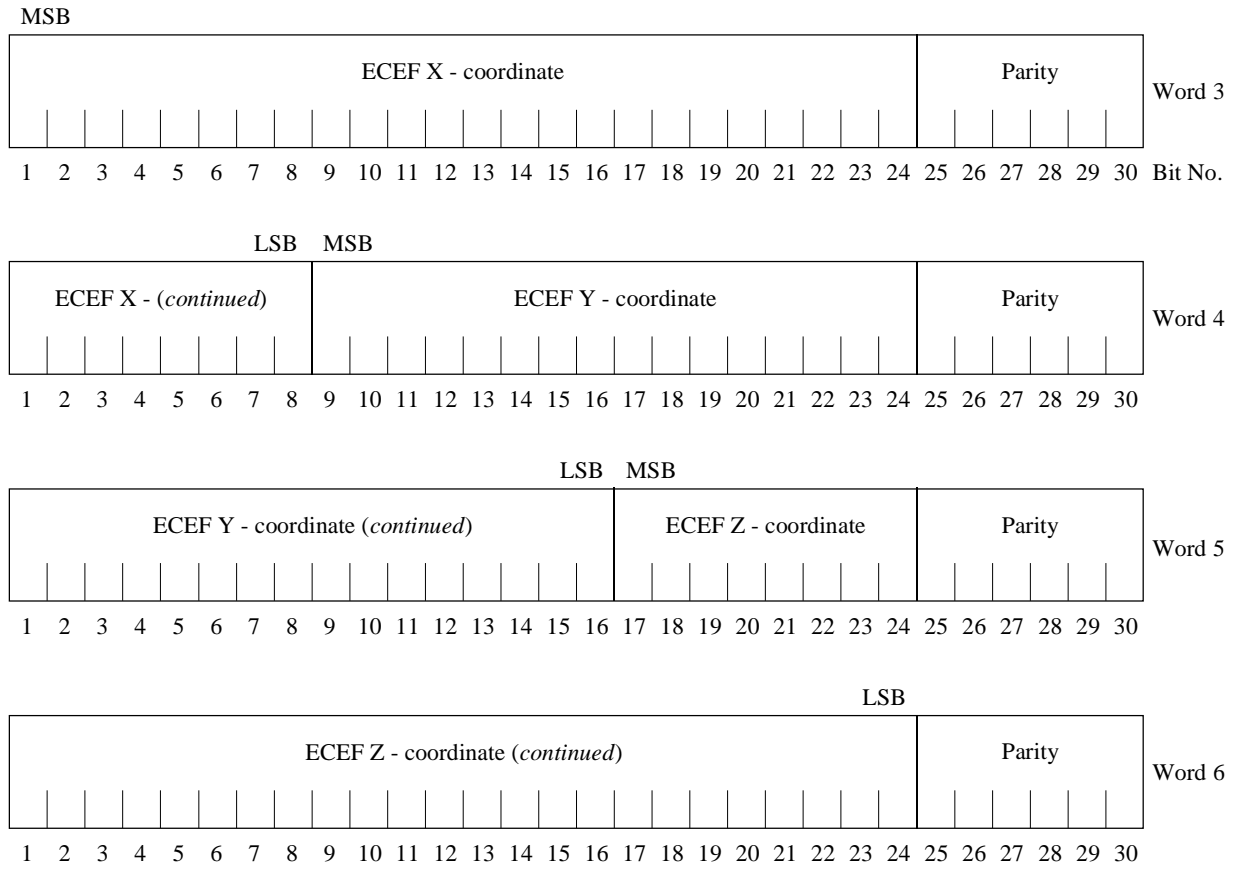 MSB
ECEF X - coordinate Parity
Word 3
1 2 3 4 5 6 7 8 9 10 11 12 13 14 15 16 17 18 19 20 21 22 23 24 25 26 27 28 29 30 Bit No.
LSB MSB
ECEF X - (continued) ECEF Y - coordinate Parity
Word 4
1 2 3 4 5 6 7 8 9 10 11 12 13 14 15 16 17 18 19 20 21 22 23 24 25 26 27 28 29 30
LSB MSB
ECEF Y - coordinate (continued) ECEF Z - coordinate Parity
Word 5
1 2 3 4 5 6 7 8 9 10 11 12 13 14 15 16 17 18 19 20 21 22 23 24 25 26 27 28 29 30
LSB
ECEF Z - coordinate (continued) Parity
Word 6
1 2 3 4 5 6 7 8 9 10 11 12 13 14 15 16 17 18 19 20 21 22 23 24 25 26 27 28 29 30